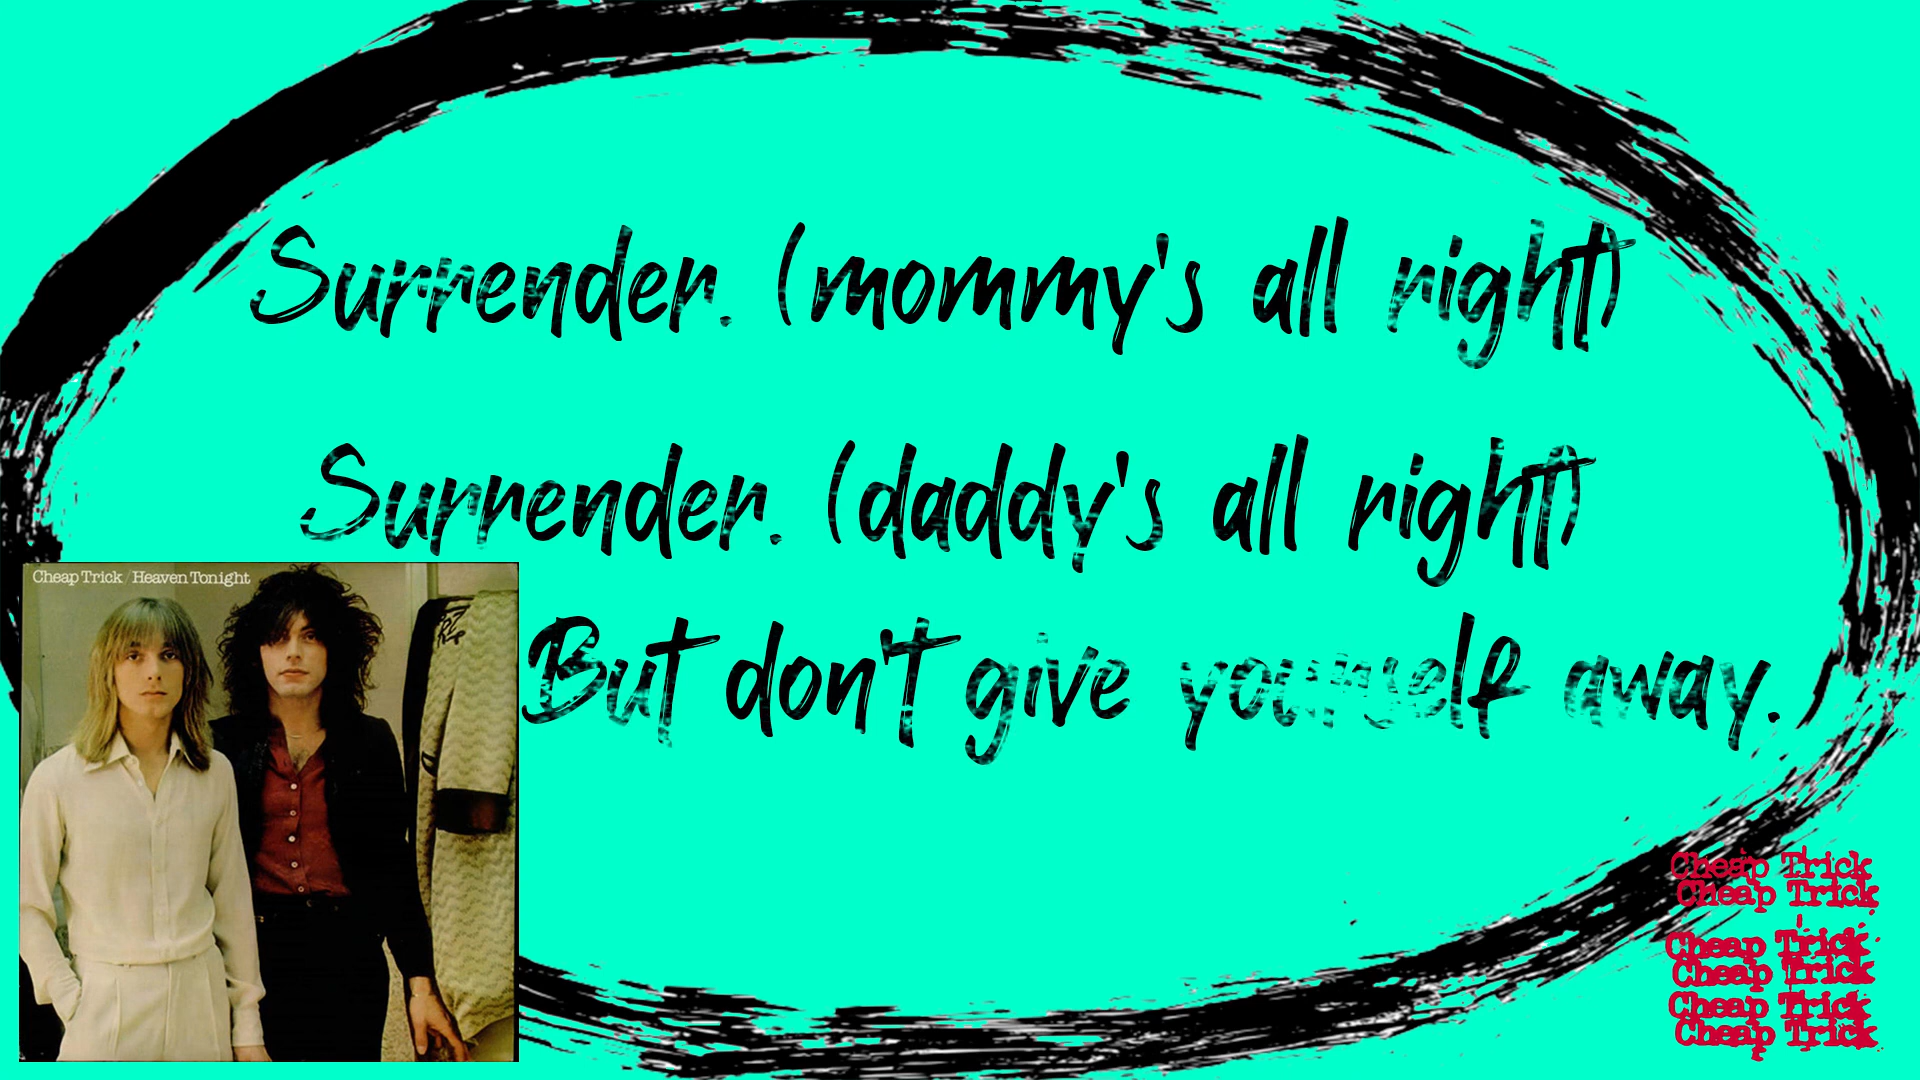 Surrender. (mommy's all right)
Surrender. (daddy's all right)
But don't give yourself away.
Cheap Trick / Heaven Tonight
Cheap Trick
Cheap Trick
Cheap Trick
Cheap Trick
Cheap Trick
Cheap Trick